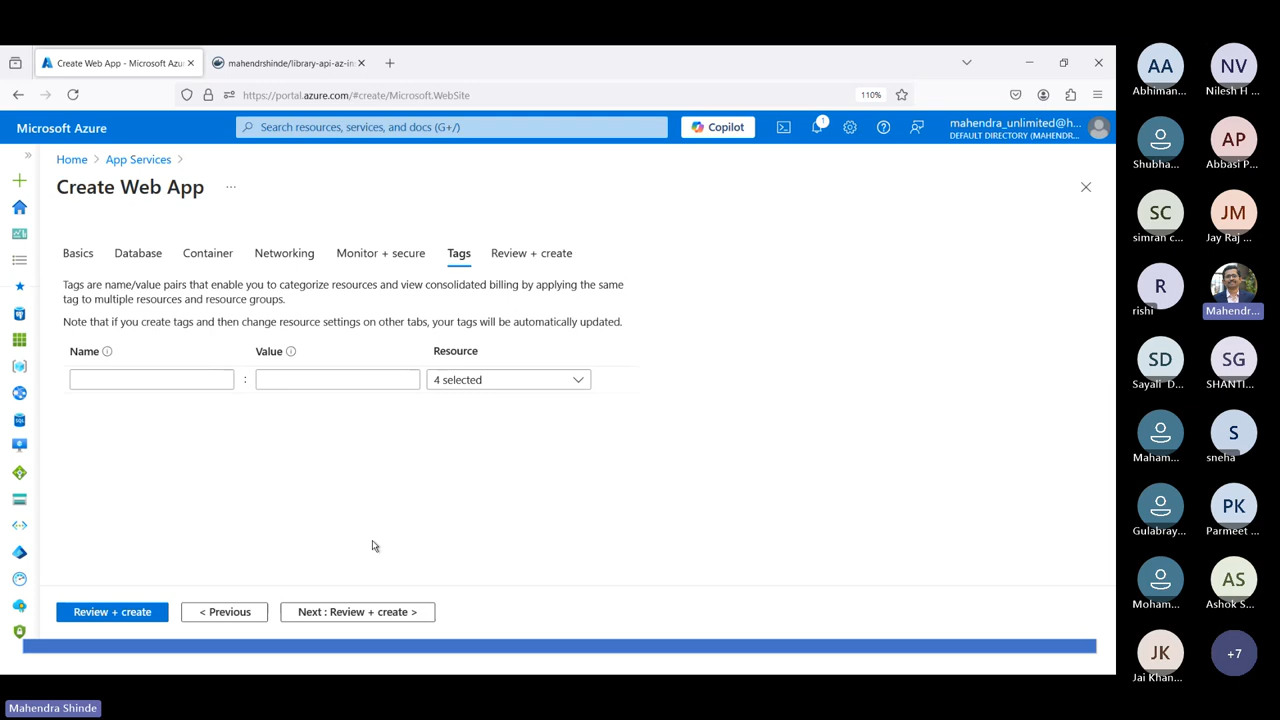 Create Web App - Microsoft Azu
mahendrshinde/library-api-az-in
https://portal.azure.com/#create/Microsoft.WebSite
110%
Microsoft Azure
Search resources, services, and docs (G+/)
Copilot
1
mahendra_unlimited@h...
DEFAULT DIRECTORY (MAHENDR...
Home > App Services >
Create Web App
...
Basics
Database
Container
Networking
Monitor + secure
Tags
Review + create
Tags are name/value pairs that enable you to categorize resources and view consolidated billing by applying the same
tag to multiple resources and resource groups.
Note that if you create tags and then change resource settings on other tabs, your tags will be automatically updated.
Name
Value
Resource
:
4 selected
Review + create
< Previous
Next : Review + create >
Mahendra Shinde
AA
Abhiman...
NV
Nilesh H ...
Shubha...
AP
Abbasi P...
SC
simran c...
JM
Jay Raj ...
R
rishi
Mahendr...
SD
Sayali D...
SG
SHANTI...
Maham...
S
sneha
Gulabray...
PK
Parmeet ...
Moham...
AS
Ashok S...
JK
Jai Khan...
+7